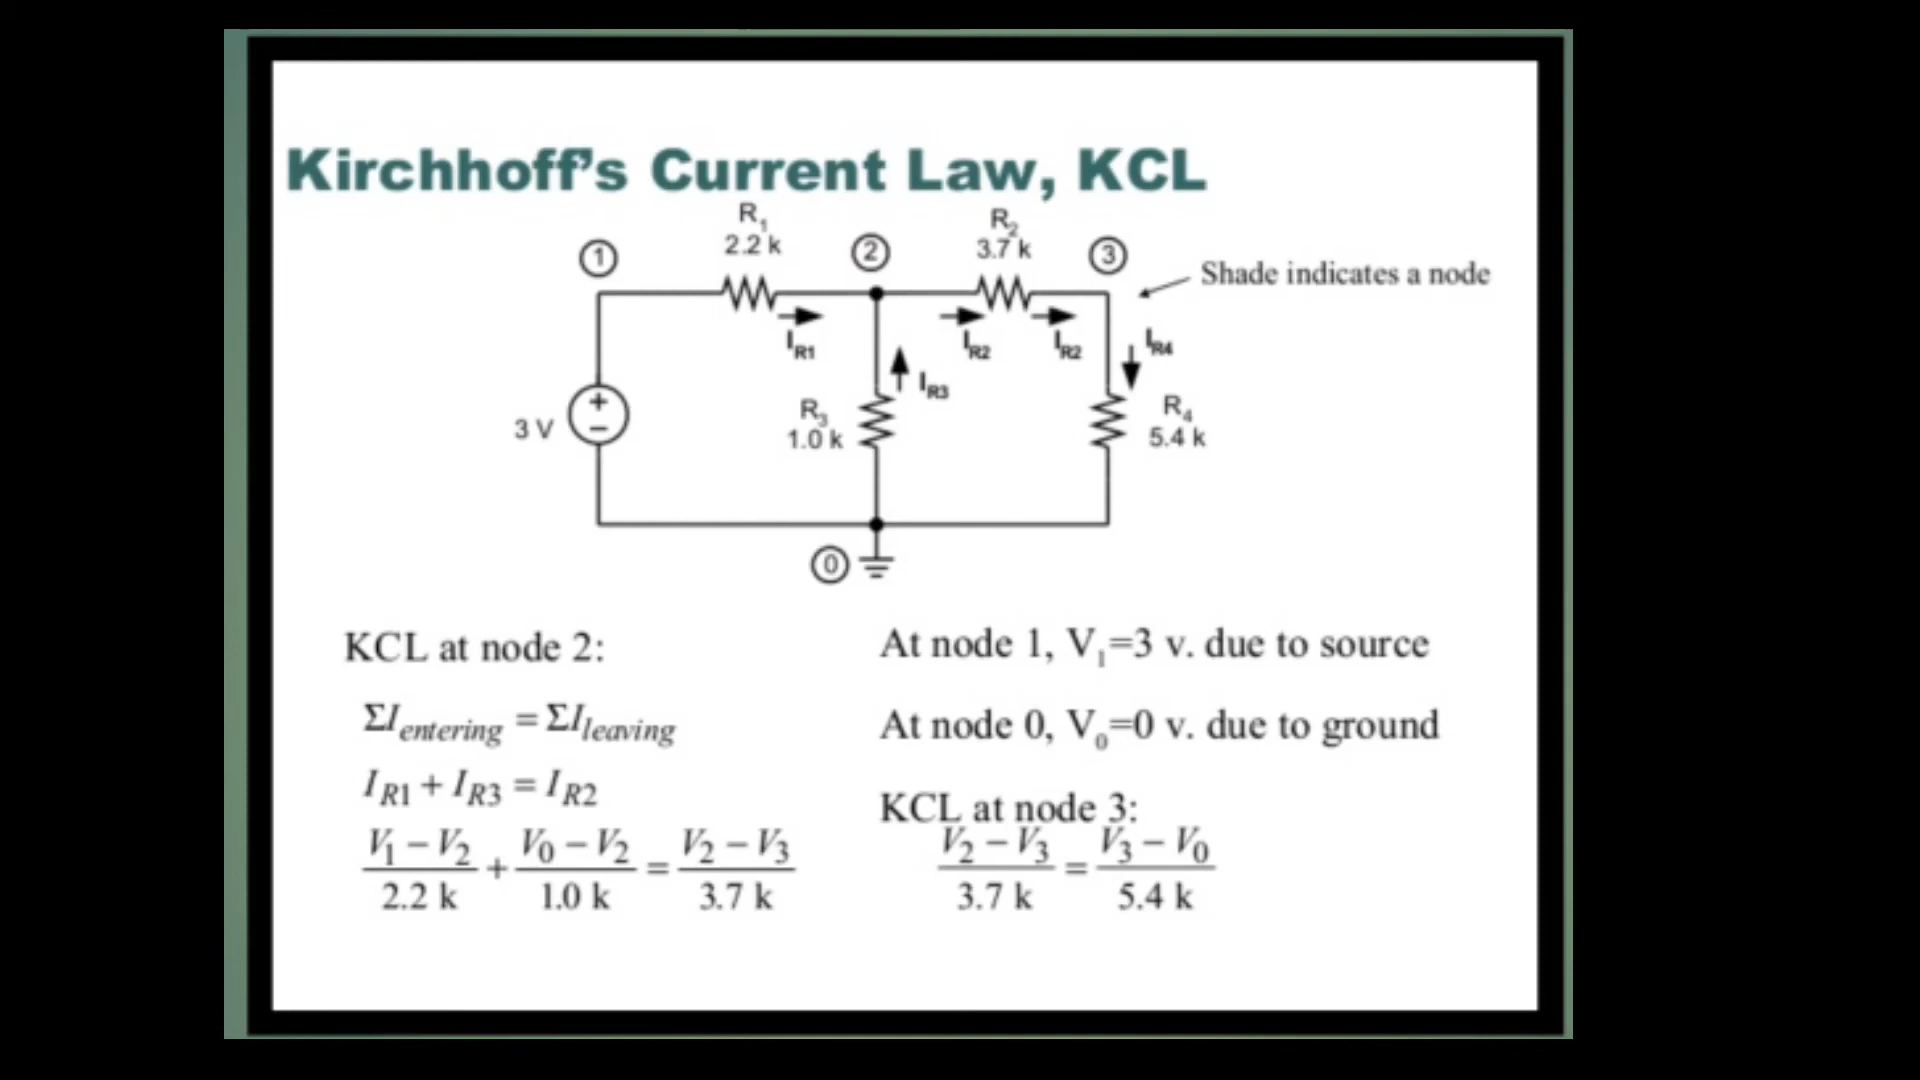 Kirchhoff's Current Law, KCL
R1
2.2 k
R2
3.7 k
1
2
3
Shade indicates a node
IR1
IR2
IR2
IR4
IR3
3 V
+
−
R3
1.0 k
R4
5.4 k
0
KCL at node 2:
ΣIentering = ΣIleaving
IR1 + IR3 = IR2
V1 − V2 / 2.2 k + V0 − V2 / 1.0 k = V2 − V3 / 3.7 k
At node 1, V1=3 v. due to source
At node 0, V0=0 v. due to ground
KCL at node 3:
V2 − V3 / 3.7 k = V3 − V0 / 5.4 k